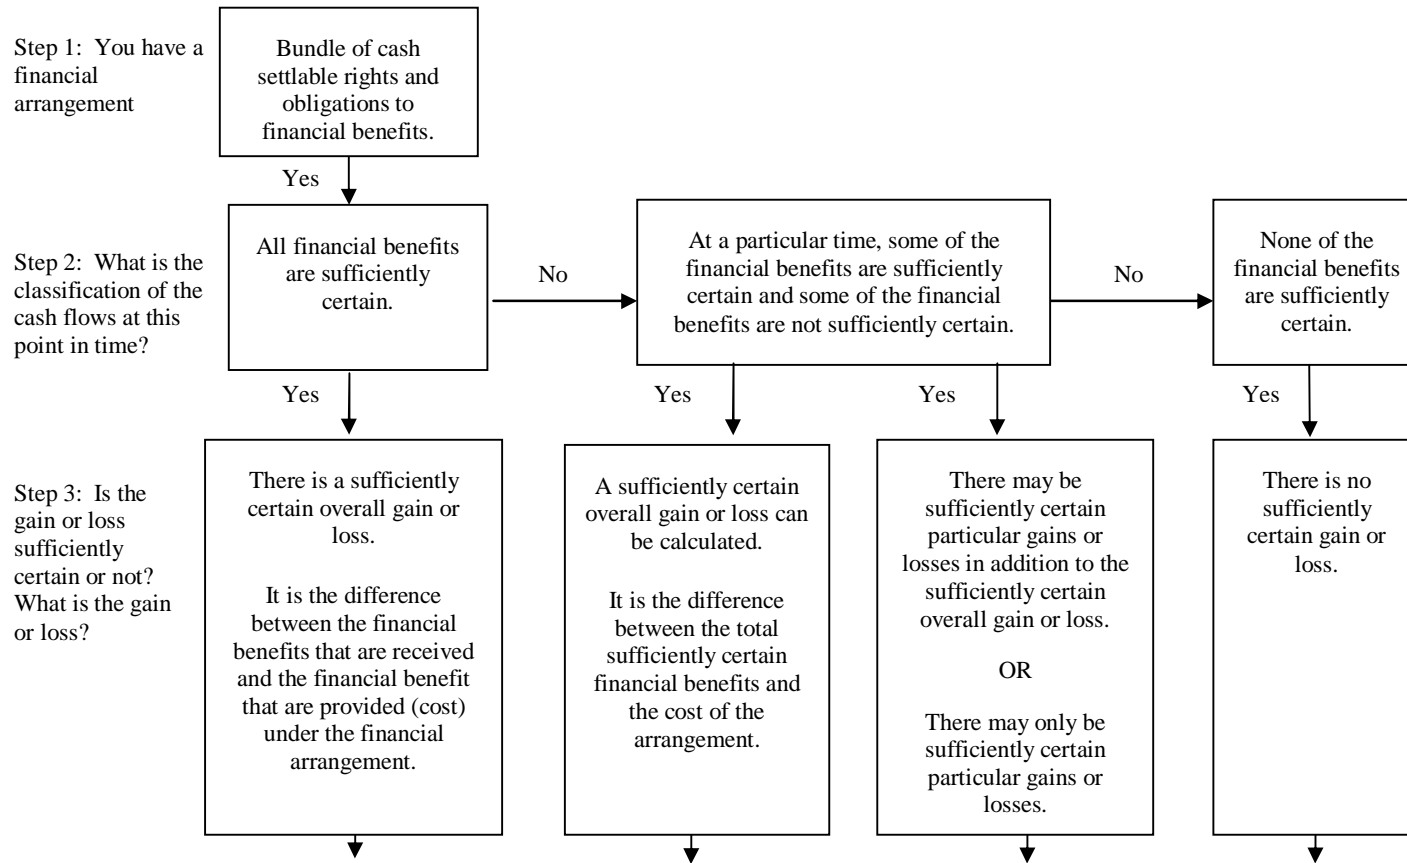 Step 1:  You have a
financial
arrangement
Bundle of cash
settlable rights and
obligations to
financial benefits.
Yes
Step 2:  What is the
classification of the
cash flows at this
point in time?
All financial benefits
are sufficiently
certain.
No
At a particular time, some of the
financial benefits are sufficiently
certain and some of the financial
benefits are not sufficiently certain.
No
None of the
financial benefits
are sufficiently
certain.
Yes
Yes
Yes
Yes
Step 3:  Is the
gain or loss
sufficiently
certain or not?
What is the gain
or loss?
There is a sufficiently
certain overall gain or
loss.
It is the difference
between the financial
benefits that are received
and the financial benefit
that are provided (cost)
under the financial
arrangement.
A sufficiently certain
overall gain or loss can
be calculated.
It is the difference
between the total
sufficiently certain
financial benefits and
the cost of the
arrangement.
There may be
sufficiently certain
particular gains or
losses in addition to the
sufficiently certain
overall gain or loss.
OR
There may only be
sufficiently certain
particular gains or
losses.
There is no
sufficiently
certain gain or
loss.